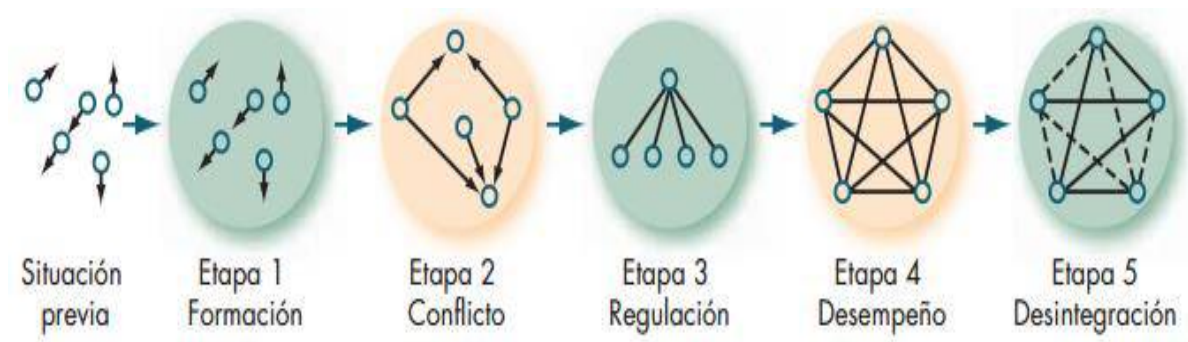 Situación
previa
Etapa 1
Formación
Etapa 2
Conflicto
Etapa 3
Regulación
Etapa 4
Desempeño
Etapa 5
Desintegración